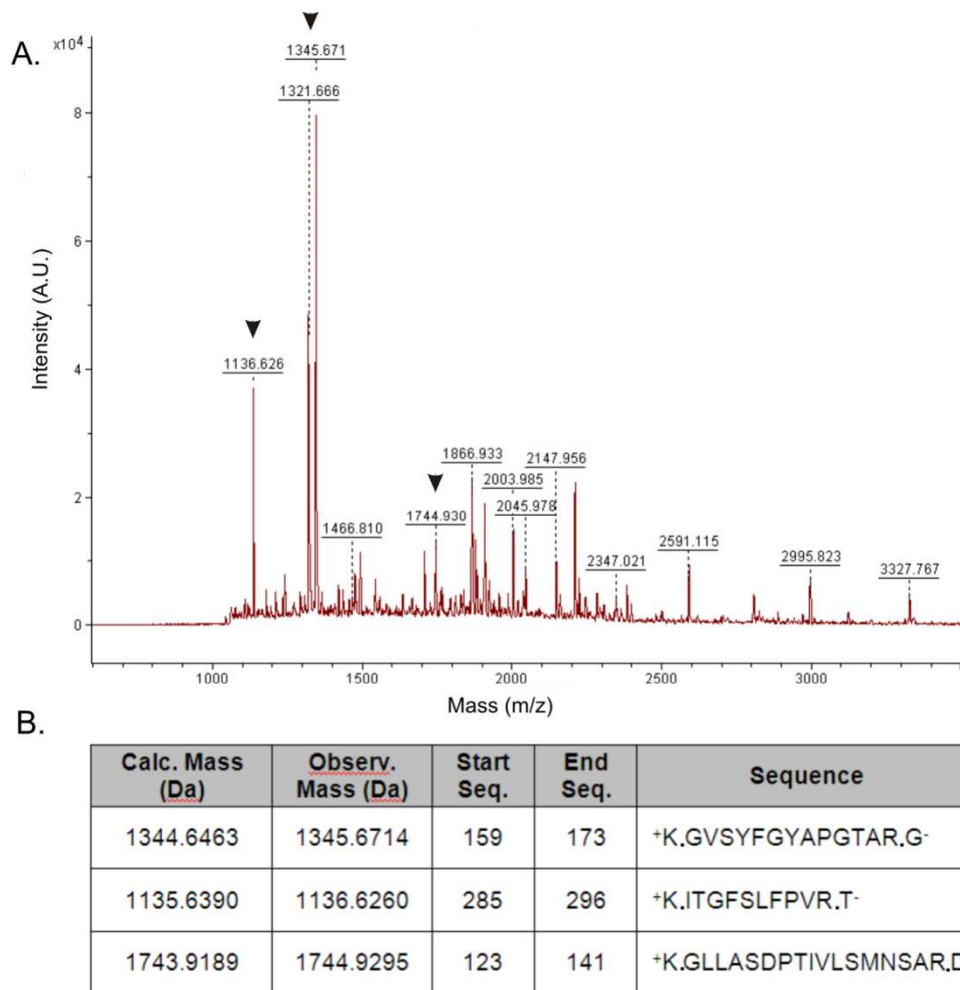 A.
x10⁴
1345.671
1321.666
8
6
Intensity (A.U.)
4
1136.626
1866.933
2147.956
2003.985
2
1744.930
2045.978
1466.810
2591.115
2347.021
2995.823
3327.767
0
1000 1500 2000 2500 3000
Mass (m/z)
B.
Calc. Mass (Da) Observ. Mass (Da) Start Seq. End Seq. Sequence
1344.6463 1345.6714 159 173 +K.GVSYFGYAPGTAR.G-
1135.6390 1136.6260 285 296 +K.ITGFSLFPVR.T-
1743.9189 1744.9295 123 141 +K.GLLASDPTIVLSMNSAR.D